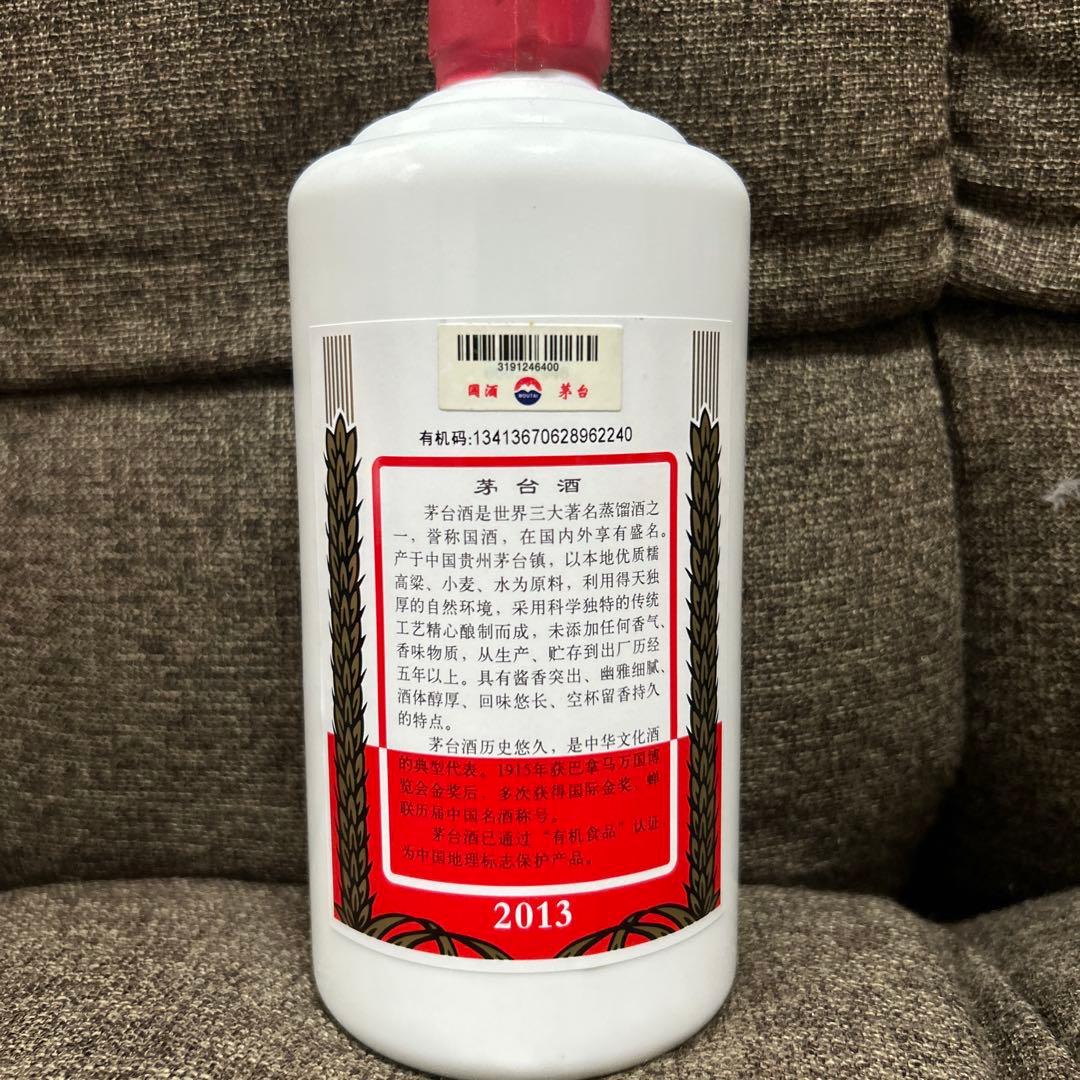 3191246400
国酒 MOUTAI 茅台
有机码:13413670628962240
茅台酒
茅台酒是世界三大著名蒸馏酒之
一，誉称国酒，在国内外享有盛名。
产于中国贵州茅台镇，以本地优质糯
高粱、小麦、水为原料，利用得天独
厚的自然环境，采用科学独特的传统
工艺精心酿制而成，未添加任何香气、
香味物质，从生产、贮存到出厂历经
五年以上。具有酱香突出、幽雅细腻、
酒体醇厚、回味悠长、空杯留香持久
的特点。
茅台酒历史悠久，是中华文化酒
的典型代表。1915年获巴拿马万国博
览会金奖后，多次获得国际金奖，蝉
联历届中国名酒称号。
茅台酒已通过“有机食品”认证
为中国地理标志保护产品。
2013